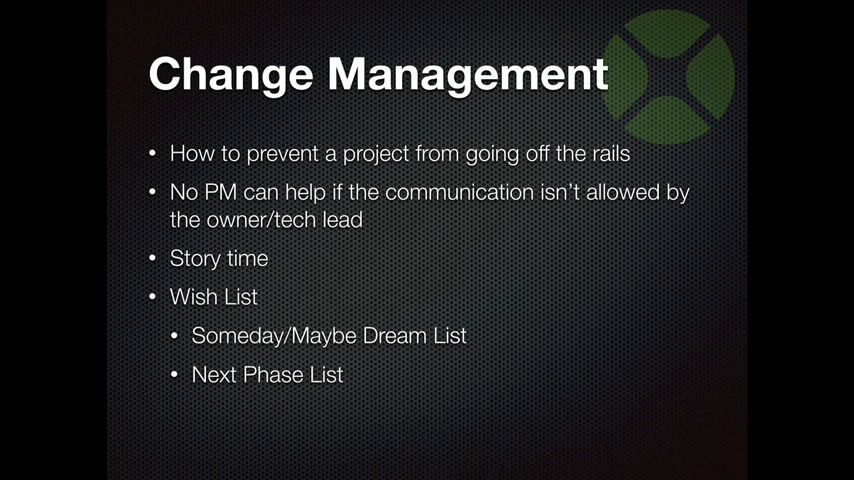 Change Management
• How to prevent a project from going off the rails
• No PM can help if the communication isn’t allowed by
the owner/tech lead
• Story time
• Wish List
• Someday/Maybe Dream List
• Next Phase List